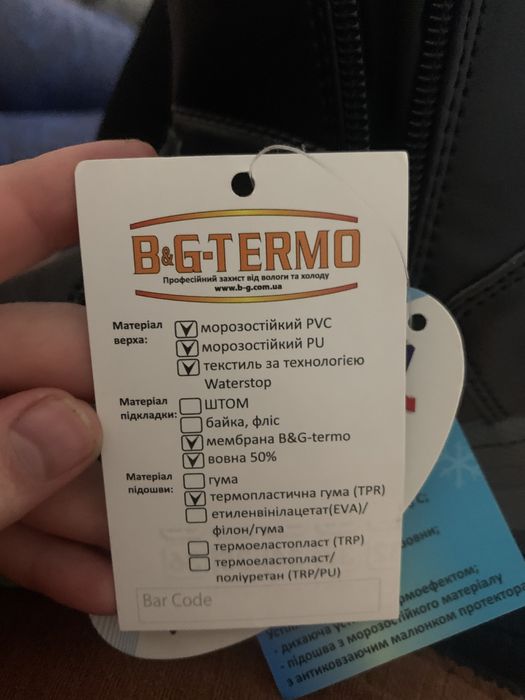 B&G-TERMO
Професійний захист від вологи та холоду
www.b-g.com.ua
Матеріал верха:
морозостійкий PVC
морозостійкий PU
текстиль за технологією
Waterstop
Матеріал підкладки:
ШТОМ
байка, фліс
мембрана B&G-termo
вовна 50%
Матеріал підошви:
гума
термопластична гума (TPR)
етиленвінілацетат(EVA)/
філон/гума
термоеластопласт (TRP)
термоеластопласт/
поліуретан (TRP/PU)
Bar Code
- дихаюча
- підошва з морозостійкого матеріалу
з антиковзаючим малюнком протектора